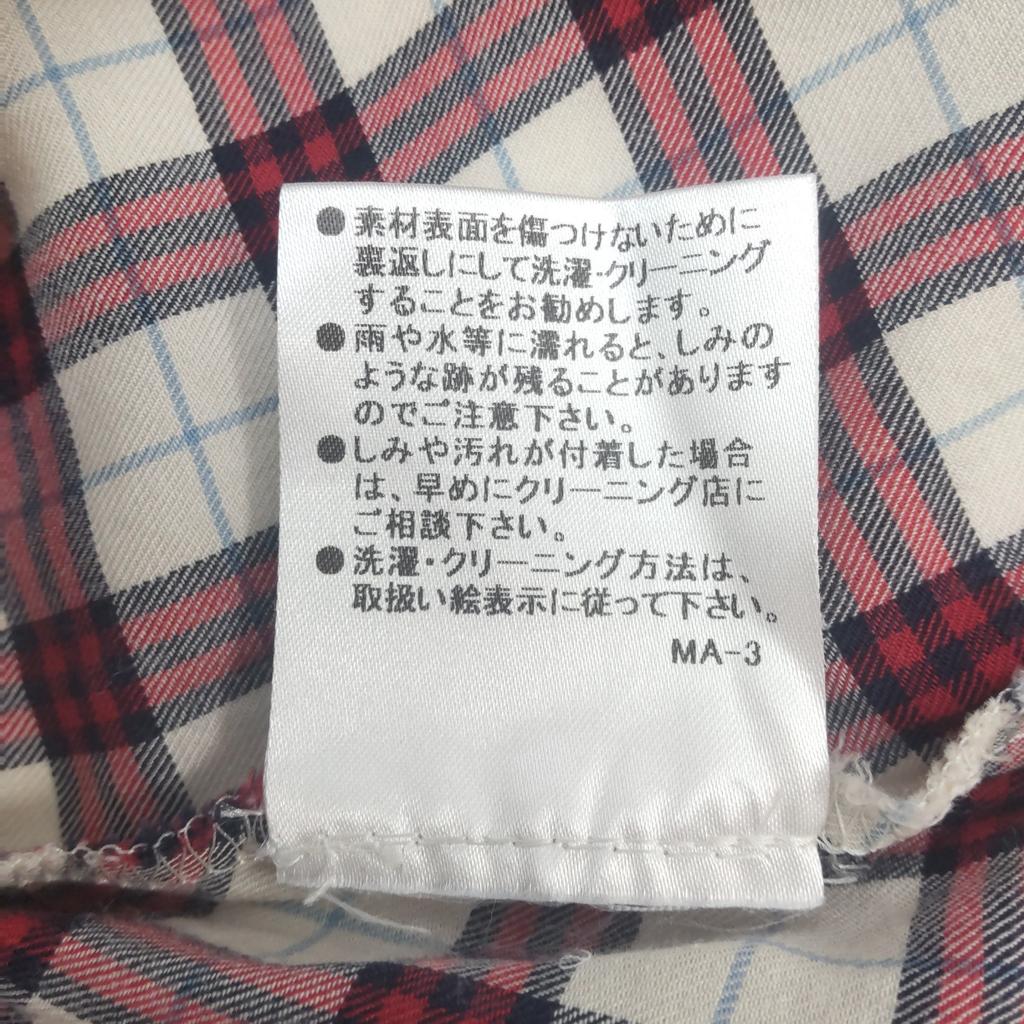 ●素材表面を傷つけないために
裏返しにして洗濯・クリーニング
することをお勧めします。
●雨や水等に濡れると、しみの
ような跡が残ることがあります
のでご注意下さい。
●しみや汚れが付着した場合
は、早めにクリーニング店に
ご相談下さい。
●洗濯・クリーニング方法は、
取扱い絵表示に従って下さい。
MA-3